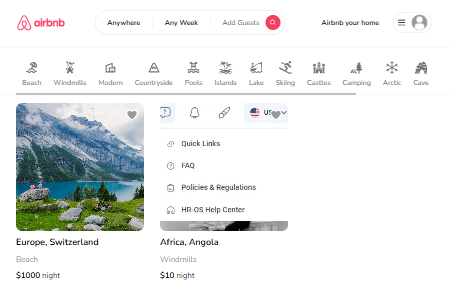 airbnb
Anywhere
Any Week
Add Guests
Airbnb your home
Beach
Windmills
Modern
Countryside
Pools
Islands
Lake
Skiing
Castles
Camping
Arctic
Cave
Quick Links
FAQ
Policies & Regulations
HR-OS Help Center
Europe, Switzerland
Beach
$1000 night
Africa, Angola
Windmills
$10 night